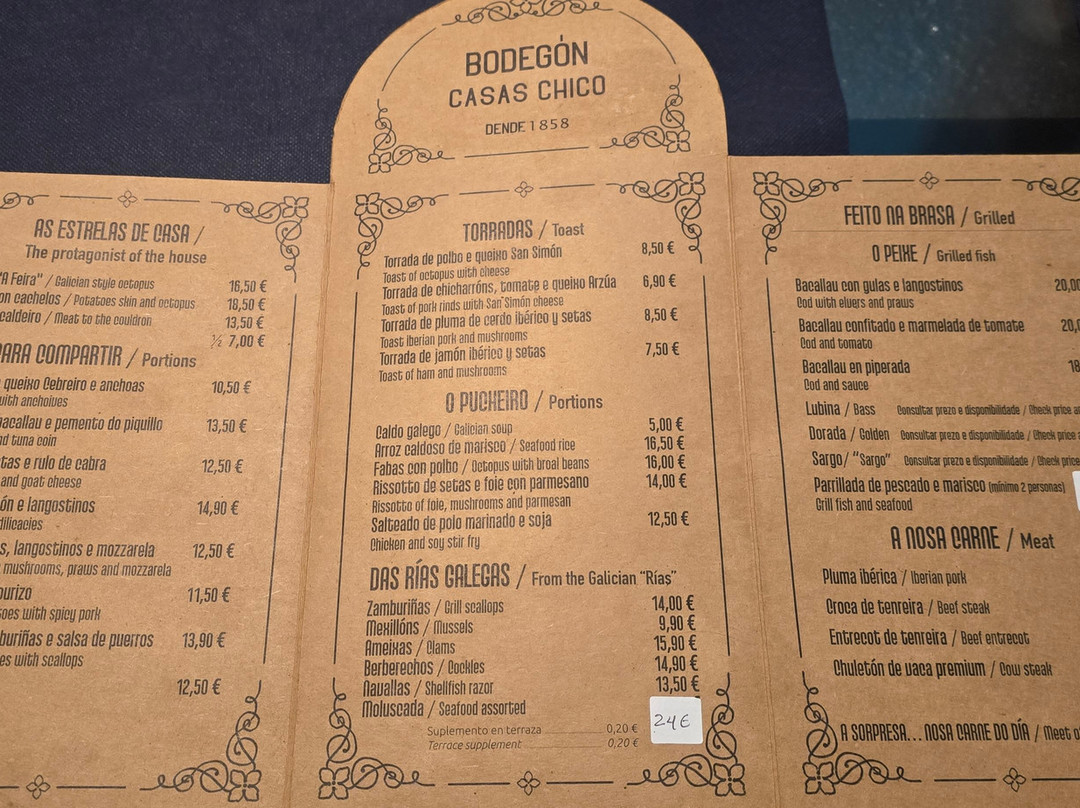 BODEGÓN
CASAS CHICO
DENDE 1858
AS ESTRELAS DE CASA /
The protagonist of the house
"A Feira" / Galician style octopus 16,50 €
on cachelos / Potatoes skin and octopus 18,50 €
caldeiro / Meat to the couldron 13,50 €
½ 7,00 €
PARA COMPARTIR / Portions
queixo Cebreiro e anchoas 10,50 €
with anchoives
bacallau e pemento do piquillo 13,50 €
nd tuna coin
tas e rulo de cabra 12,50 €
and goat cheese
ón e langostinos 14,90 €
dilicacies
s, langostinos e mozzarela 12,50 €
mushrooms, praws and mozzarela
ourizo 11,50 €
toes with spicy pork
buriñas e salsa de puerros 13,90 €
es with scallops
12,50 €
TORRADAS / Toast
Torrada de polbo e queixo San Simón 8,50 €
Toast of octopus with cheese
Torrada de chicharróns, tomate e queixo Arzúa 6,90 €
Toast of pork rinds with San Simón cheese
Torrada de pluma de cerdo ibérico y setas 8,50 €
Toast Iberian pork and mushrooms
Torrada de jamón ibérico y setas 7,50 €
Toast of ham and mushrooms
O PUCHEIRO / Portions
Caldo galego / Galician soup 5,00 €
Arroz caldoso de marisco / Seafood rice 16,50 €
Fabas con polbo / Octopus with broal beans 16,00 €
Rissotto de setas e foie con parmesano 14,00 €
Rissotto of foie, mushrooms and parmesan
Salteado de polo marinado e soja 12,50 €
Chicken and soy stir fry
DAS RÍAS GALEGAS / From the Galician "Rías"
Zamburiñas / Grill scallops 14,00 €
Mexillóns / Mussels 9,90 €
Ameixas / Clams 15,90 €
Berberechos / Cockles 14,90 €
Navallas / Shellfish razor 13,50 €
Moluscada / Seafood assorted 24 €
Suplemento en terraza 0,20 €
Terrace supplement 0,20 €
FEITO NA BRASA / Grilled
O PEIXE / Grilled fish
Bacallau con gulas e langostinos 20,00
Cod with eluers and praws
Bacallau confitado e marmelada de tomate 20,
Cod and tomato
Bacallau en piperada 18
Cod and sauce
Lubina / Bass Consultar prezo e disponibilidade / Check price a
Dorada / Golden Consultar prezo e disponibilidade / Check price
Sargo/ "Sargo" Consultar prezo e disponibilidade / Check price
Parrillada de pescado e marisco (mínimo 2 personas)
Grill fish and seafood
A NOSA CARNE / Meat
Pluma ibérica / Iberian pork
Croca de tenreira / Beef steak
Entrecot de tenreira / Beef entrecot
Chuletón de vaca premium / Cow steak
A SORPRESA...NOSA CARNE DO DÍA / Meet o